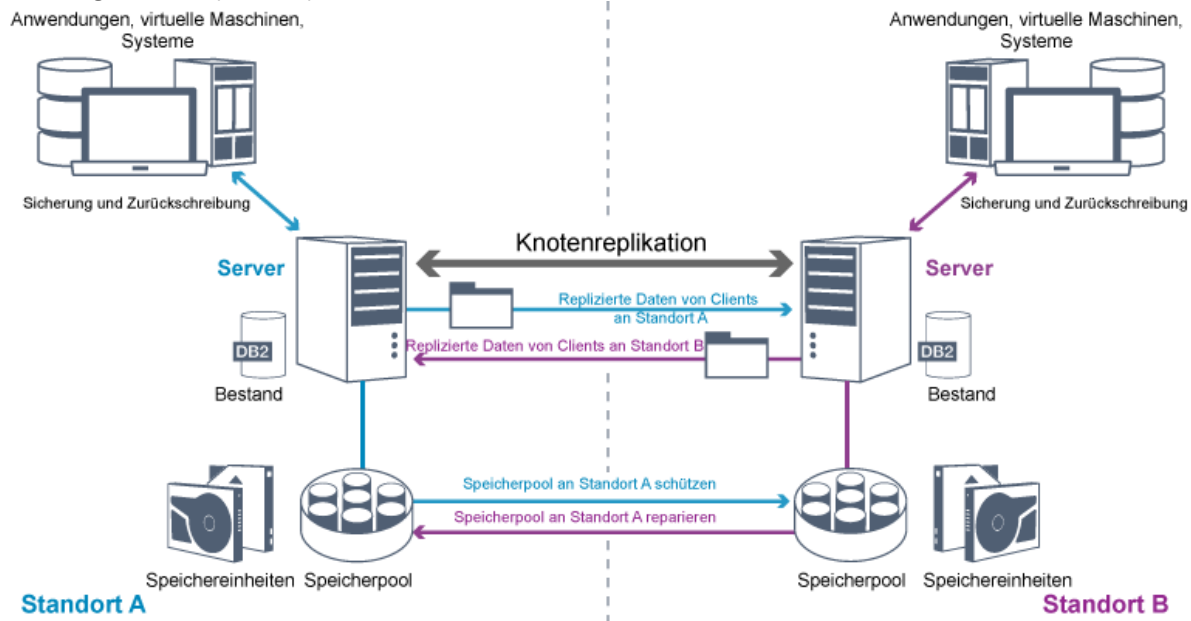 Anwendungen, virtuelle Maschinen,
Systeme
Anwendungen, virtuelle Maschinen,
Systeme
Sicherung und Zurückschreibung
Sicherung und Zurückschreibung
Knotenreplikation
Server
Server
Replizierte Daten von Clients
an Standort A
Replizierte Daten von Clients an Standort B
DB2
DB2
Bestand
Bestand
Speicherpool an Standort A schützen
Speicherpool an Standort A reparieren
Speichereinheiten
Speicherpool
Speicherpool
Speichereinheiten
Standort A
Standort B